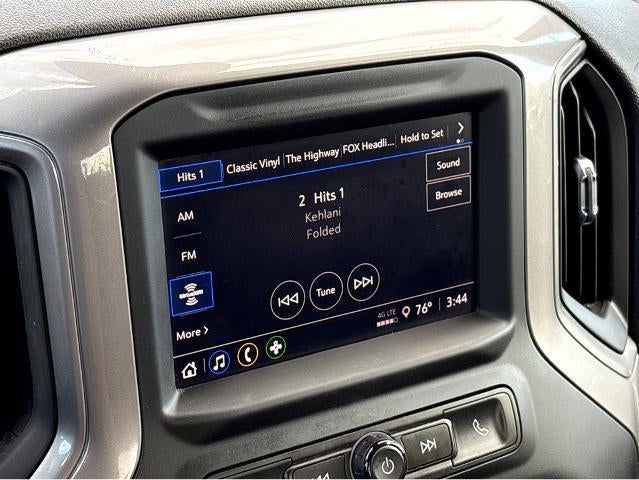 Hits 1
Classic Vinyl
The Highway
FOX Headli...
Hold to Set
AM
2 Hits 1
Sound
Kehlani
Browse
Folded
FM
SiriusXM
Tune
More
4G LTE
76°
3:44